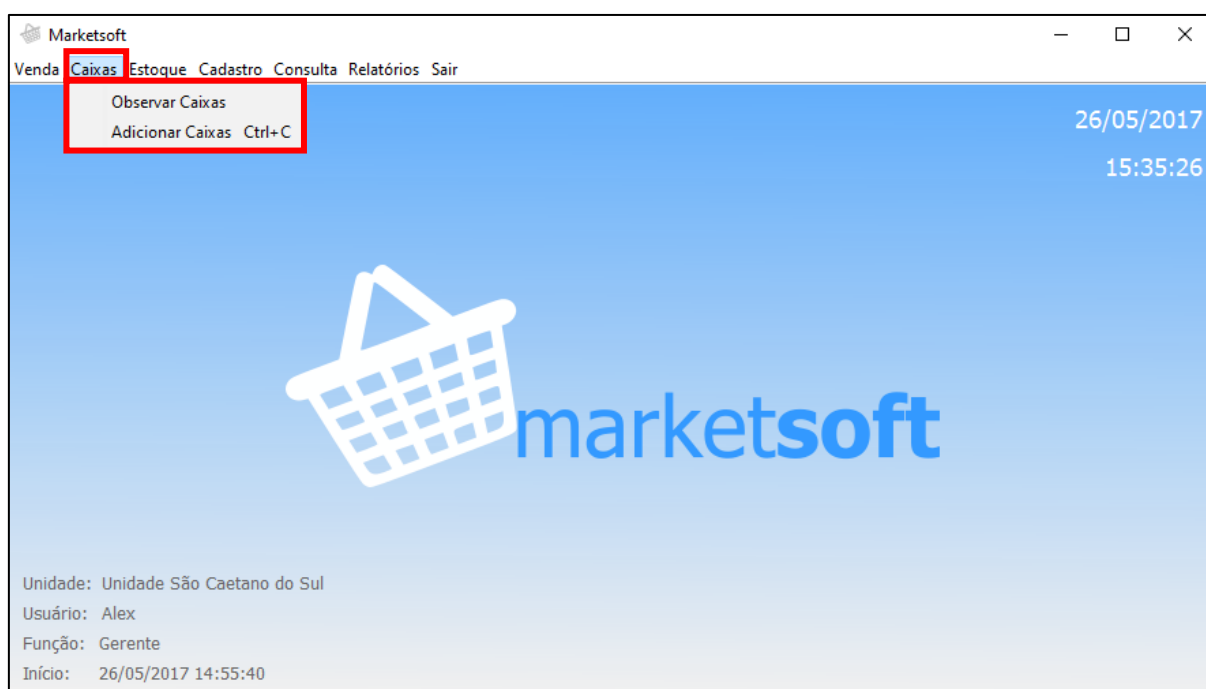 Marketsoft
Venda Caixas Estoque Cadastro Consulta Relatórios Sair
Observar Caixas
Adicionar Caixas Ctrl+C
26/05/2017
15:35:26
marketsoft
Unidade: Unidade São Caetano do Sul
Usuário: Alex
Função: Gerente
Início: 26/05/2017 14:55:40